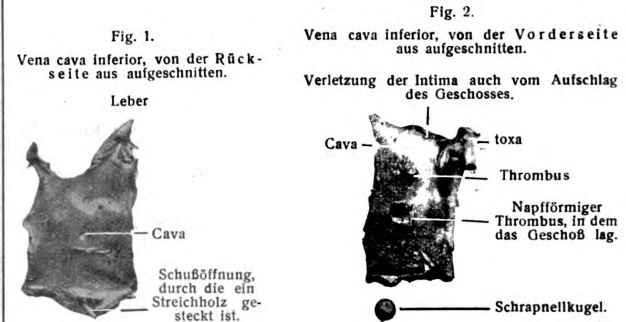 Fig. 1.
Vena cava inferior, von der Rück-
seite aus aufgeschnitten.
Leber
Cava
Schußöffnung,
durch die ein
Streichholz ge-
steckt ist.
Fig. 2.
Vena cava inferior, von der Vorderseite
aus aufgeschnitten.
Verletzung der Intima auch vom Aufschlag
des Geschosses.
Cava
toxa
Thrombus
Napfförmiger
Thrombus, in dem
das Geschoß lag.
Schrapnellkugel.